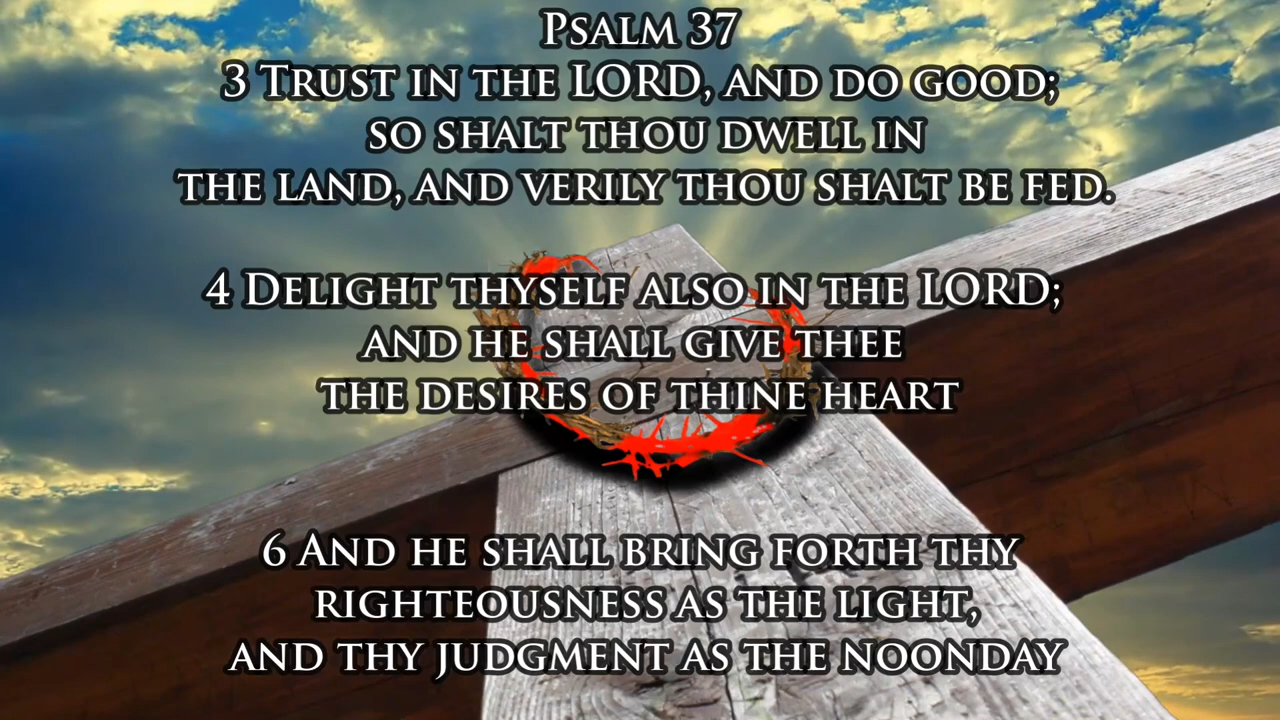 Psalm 37
3 Trust in the LORD, and do good;
so shalt thou dwell in
the land, and verily thou shalt be fed.
4 Delight thyself also in the LORD;
and he shall give thee
the desires of thine heart
6 And he shall bring forth thy
righteousness as the light,
and thy judgment as the noonday